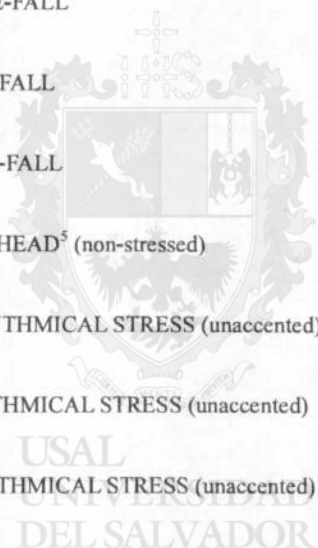 -FALL
FALL
-FALL
HEAD⁵ (non-stressed)
THMICAL STRESS (unaccented)
THMICAL STRESS (unaccented)
THMICAL STRESS (unaccented)
USAL
UNIVERSIDAD
DEL SALVADOR